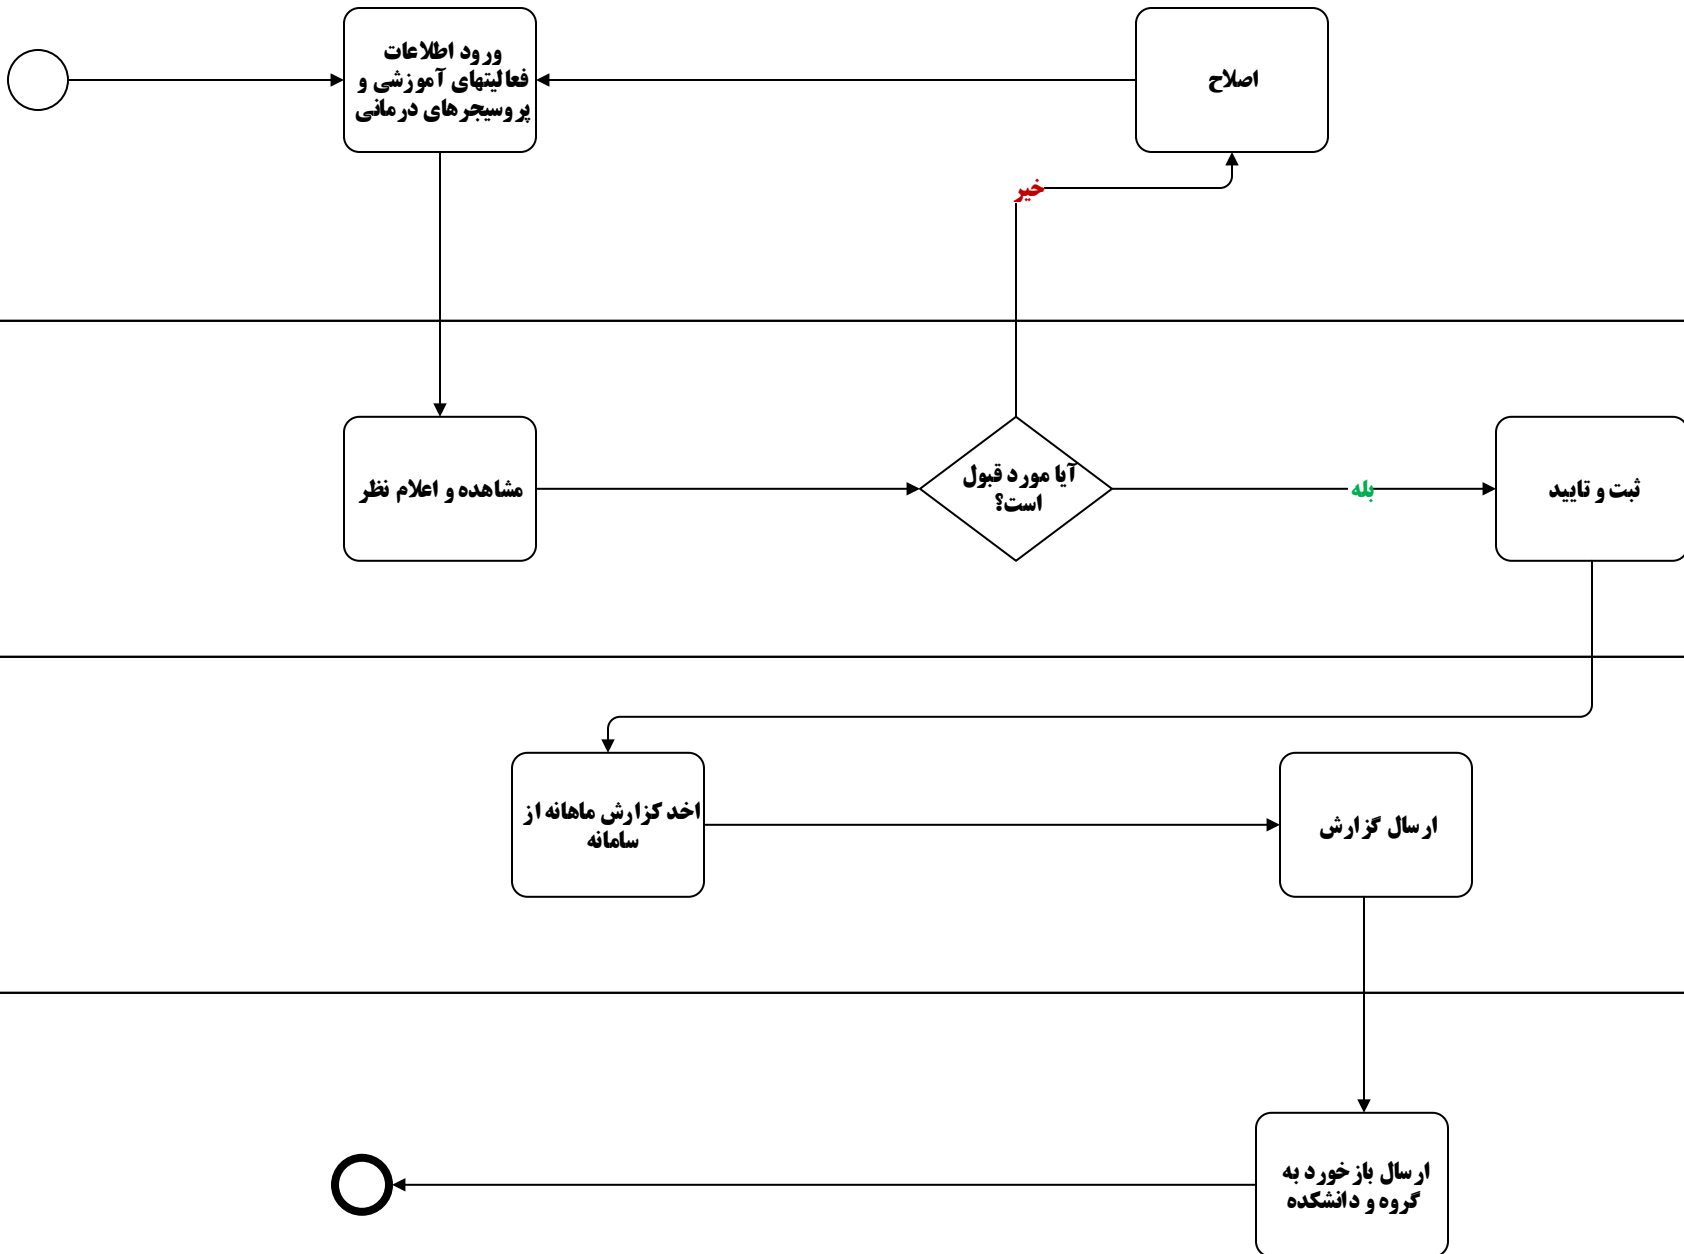 ورود اطلاعات
فعالیتهای آموزشی و
پروسیجرهای درمانی
اصلاح
خیر
مشاهده و اعلام نظر
آیا مورد قبول
است؟
بله
ثبت و تایید
اخد گزارش ماهانه از
سامانه
ارسال گزارش
ارسال بازخورد به
گروه و دانشکده